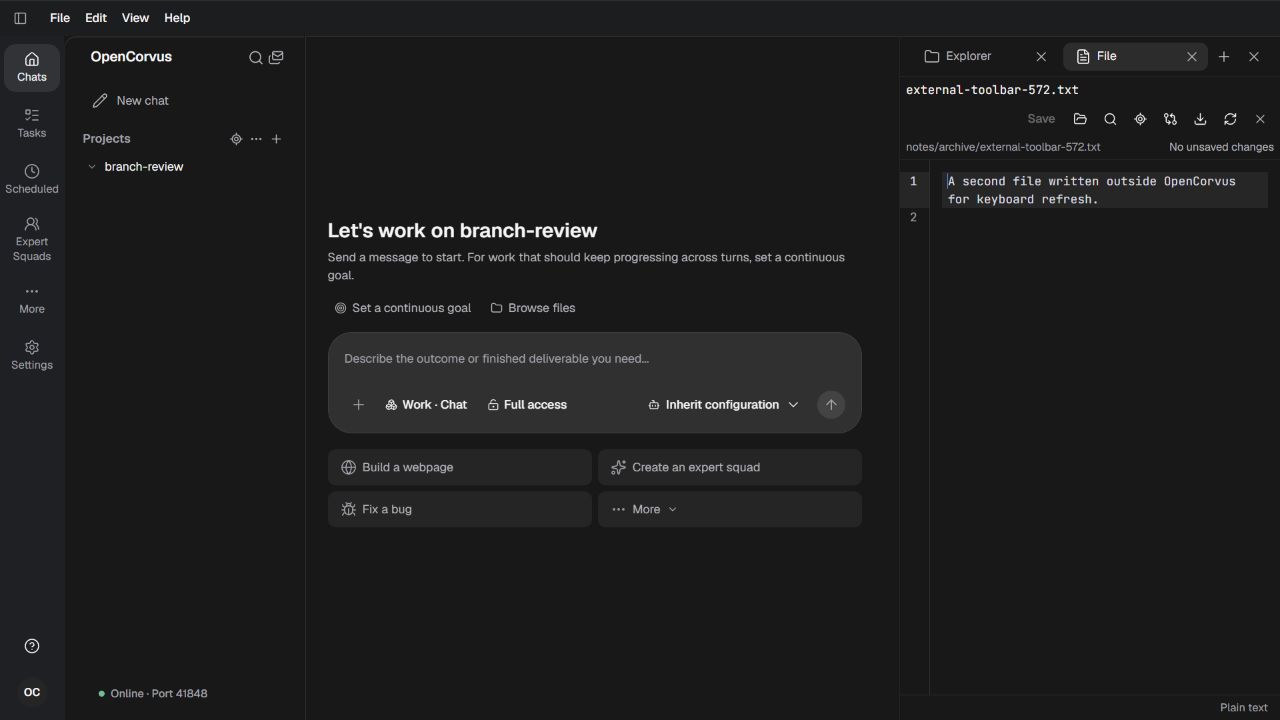 File Edit View Help
Chats
Tasks
Scheduled
Expert
Squads
More
Settings
OC
OpenCorvus
New chat
Projects
branch-review
Online · Port 41848
Let's work on branch-review
Send a message to start. For work that should keep progressing across turns, set a continuous
goal.
Set a continuous goal Browse files
Describe the outcome or finished deliverable you need...
Work · Chat Full access Inherit configuration
Build a webpage Create an expert squad
Fix a bug More
Explorer File
external-toolbar-572.txt
Save
notes/archive/external-toolbar-572.txt No unsaved changes
1 A second file written outside OpenCorvus
for keyboard refresh.
2
Plain text